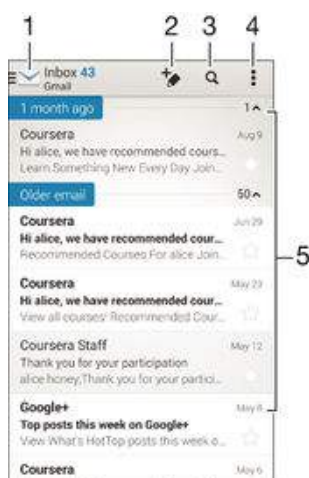 1 2 3 4
Inbox 43
Gmail
1 month ago 1
Coursera Aug 9
Hi alice, we have recommended cours...
Learn Something New Every Day Join...
Older email 50
Coursera Jun 29
Hi alice, we have recommended cour...
Recommended Courses For alice Join...
5
Coursera May 23
Hi alice, we have recommended cour...
View all courses! Recommended Cour...
Coursera Staff May 12
Thank you for your participation
alice honey,Thank you for your partici...
Google+ May 8
Top posts this week on Google+
View What's HotTop posts this week o...
Coursera May 6